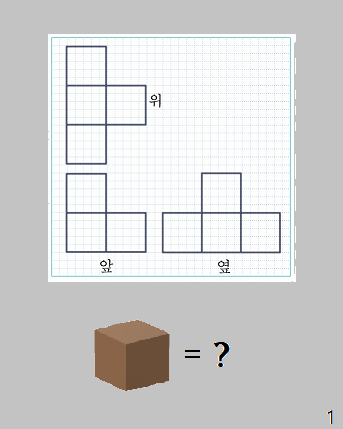 위
앞 옆
= ?
1